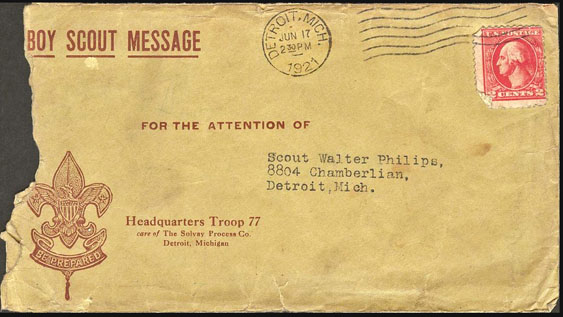 BOY SCOUT MESSAGE
DETROIT, MICH
JUN 17
2 30 PM
1921
U.S. POSTAGE
2 CENTS 2
FOR THE ATTENTION OF
Scout Walter Philips,
8804 Chamberlian,
Detroit,Mich.
BE PREPARED
Headquarters Troop 77
care of The Solvay Process Co.
Detroit, Michigan